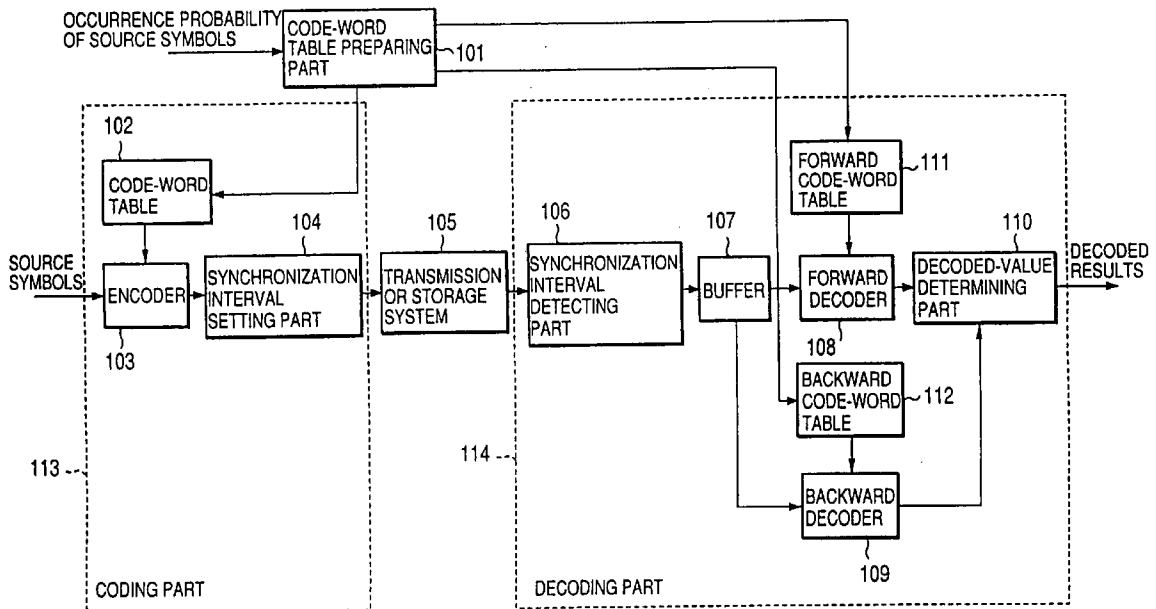 OCCURRENCE PROBABILITY
OF SOURCE SYMBOLS
CODE-WORD
TABLE PREPARING
PART
101
102
CODE-WORD
TABLE
SOURCE
SYMBOLS
ENCODER
103
104
SYNCHRONIZATION
INTERVAL
SETTING PART
105
TRANSMISSION
OR STORAGE
SYSTEM
106
SYNCHRONIZATION
INTERVAL
DETECTING
PART
107
BUFFER
FORWARD
CODE-WORD
TABLE
111
FORWARD
DECODER
108
110
DECODED-VALUE
DETERMINING
PART
DECODED
RESULTS
BACKWARD
CODE-WORD
TABLE
112
BACKWARD
DECODER
109
113
114
CODING PART
DECODING PART